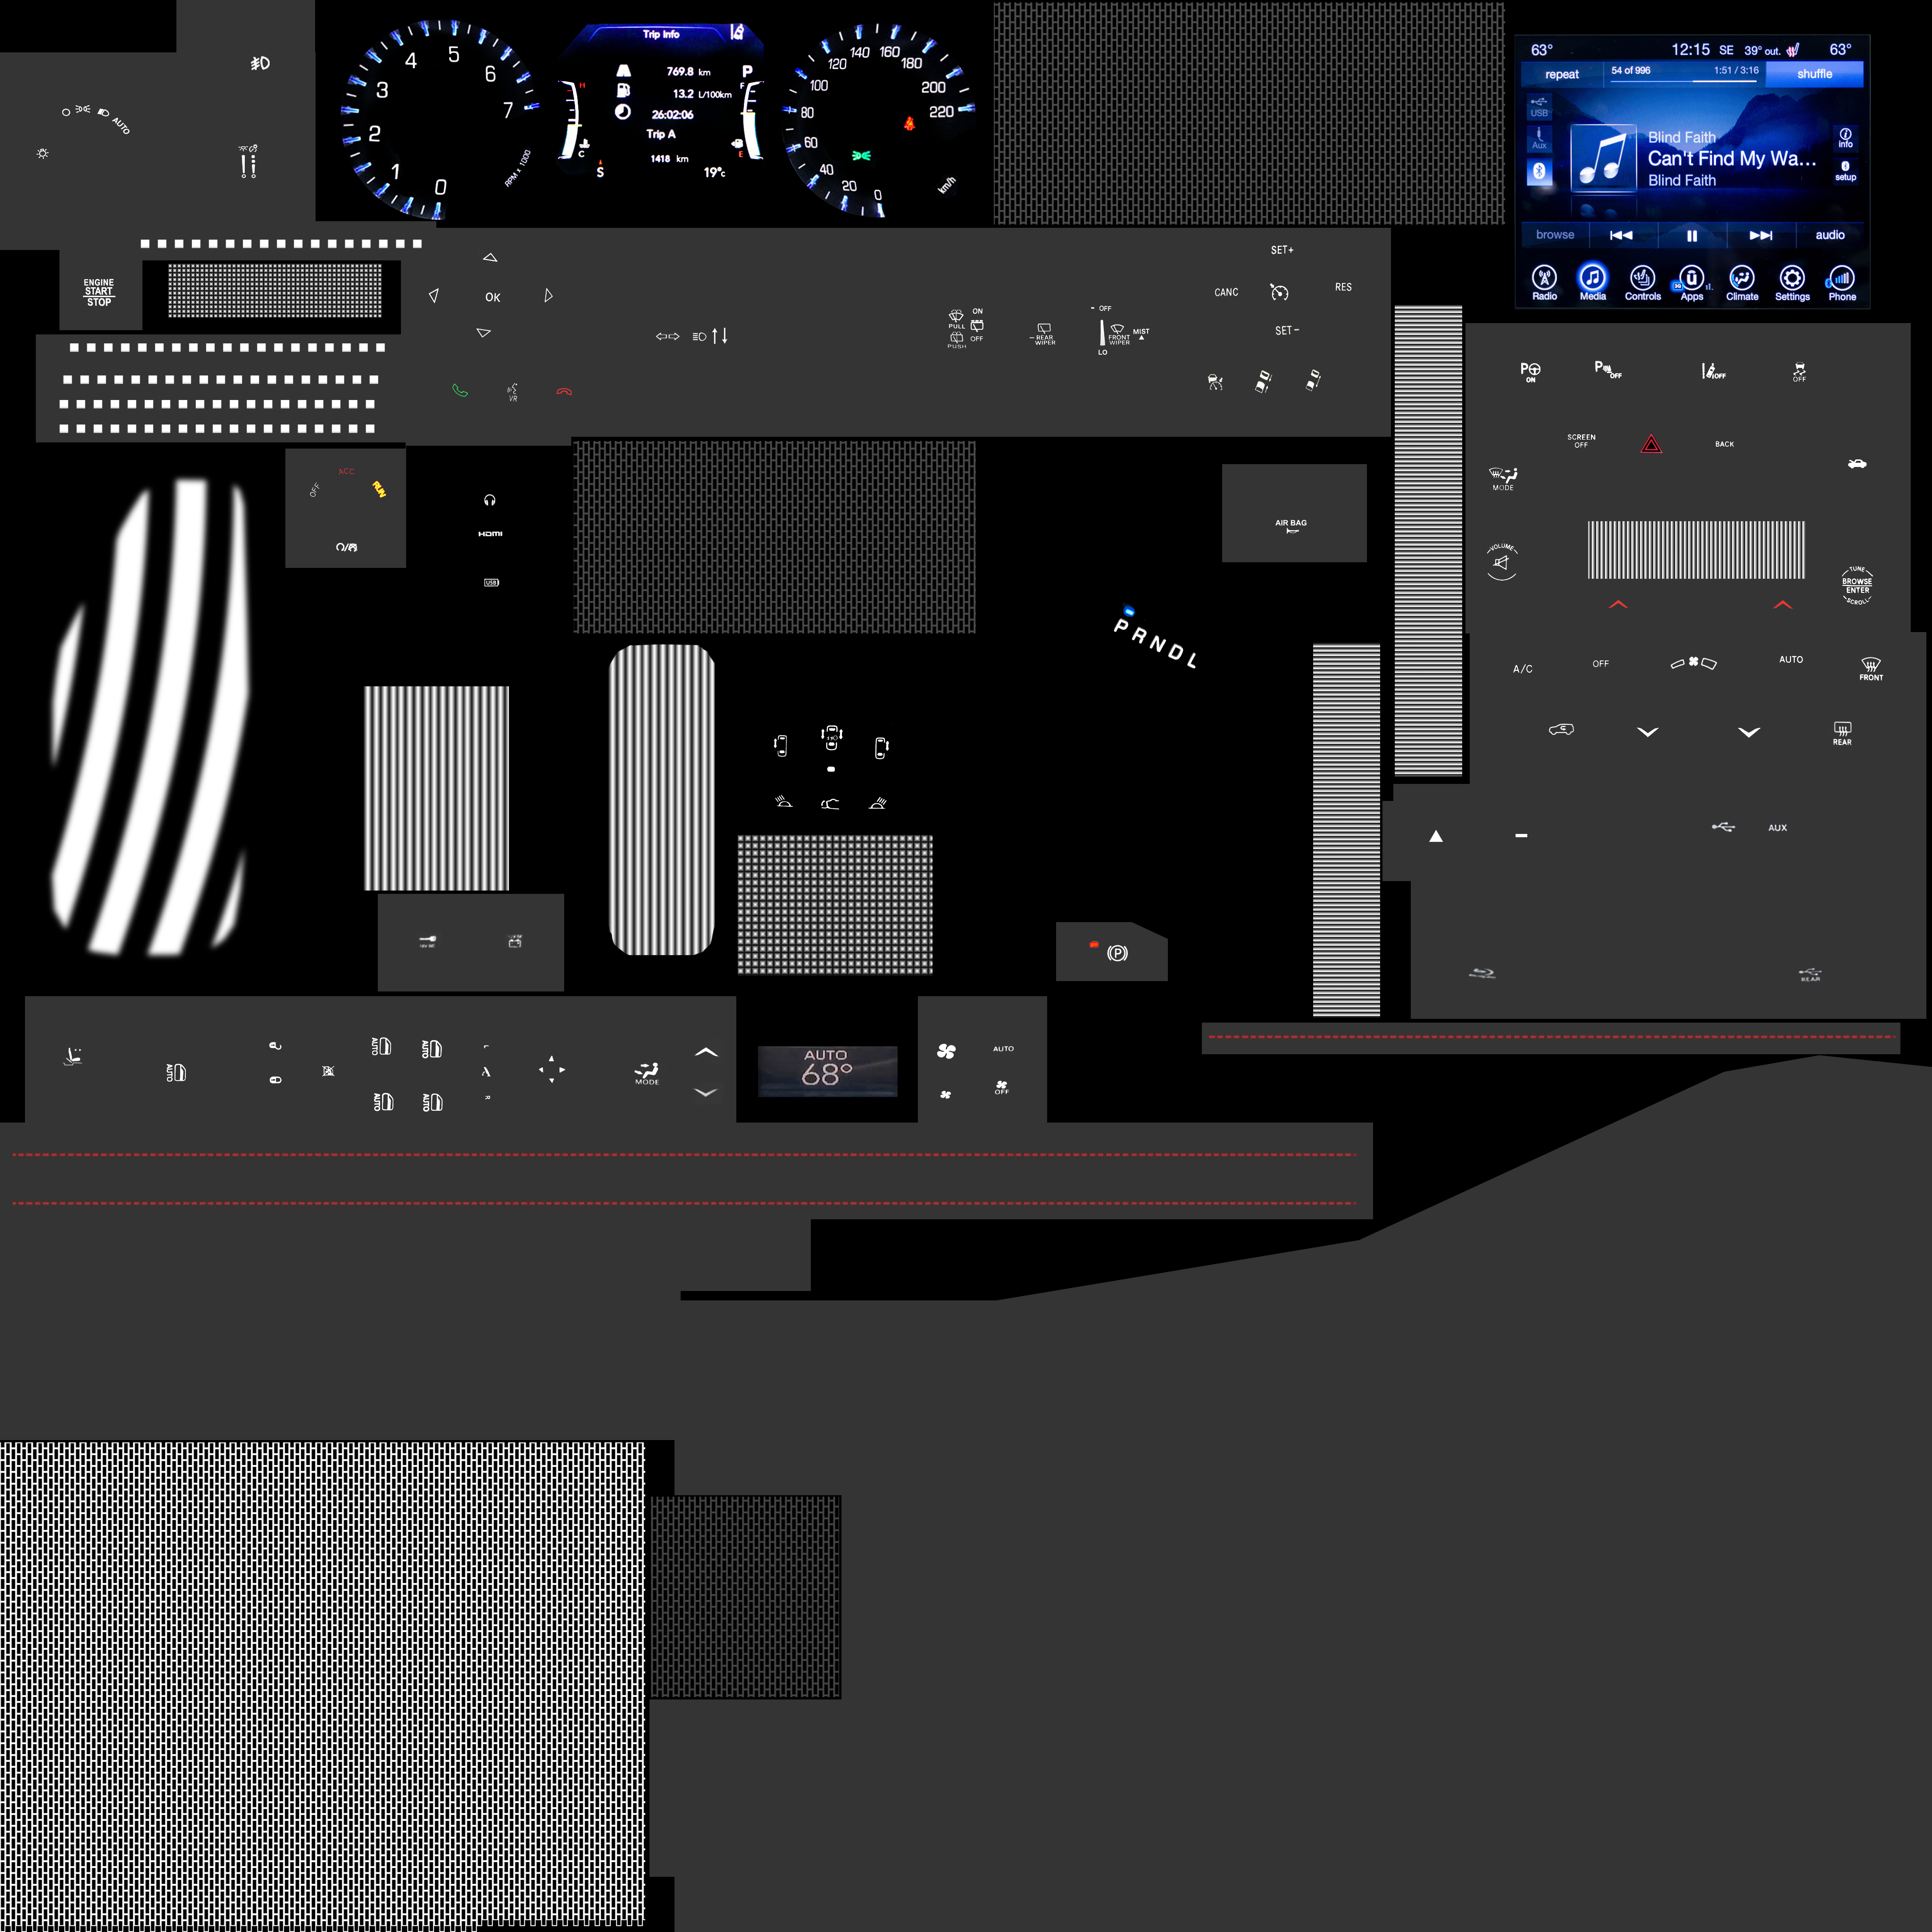 AUTO
ENGINE
START
STOP
0
1
2
3
4
5
6
7
RPM x 1000
Trip Info
769.8 km
13.2 L/100km
26:02:06
Trip A
1418 km
S
19°c
H
C
P
F
E
0
20
40
60
80
100
120
140
160
180
200
220
km/h
63°
12:15 SE 39° out.
63°
repeat
54 of 996
1:51 / 3:16
shuffle
USB
Aux
Blind Faith
Can't Find My Wa...
Blind Faith
info
setup
browse
audio
Radio
Media
Controls
Apps
Climate
Settings
Phone
OK
VR
PULL
PUSH
ON
OFF
REAR
WIPER
OFF
LO
FRONT
WIPER
MIST
SET+
CANC
RES
SET-
P
ON
P
OFF
OFF
OFF
SCREEN
OFF
BACK
MODE
VOLUME
TUNE
BROWSE
ENTER
SCROLL
A/C
OFF
AUTO
FRONT
REAR
AUX
REAR
OFF
ACC
RUN
HDMI
USB
AIR BAG
PRNDL
P
AUTO
AUTO
AUTO
AUTO
AUTO
L
A
R
MODE
AUTO
68°
AUTO
OFF